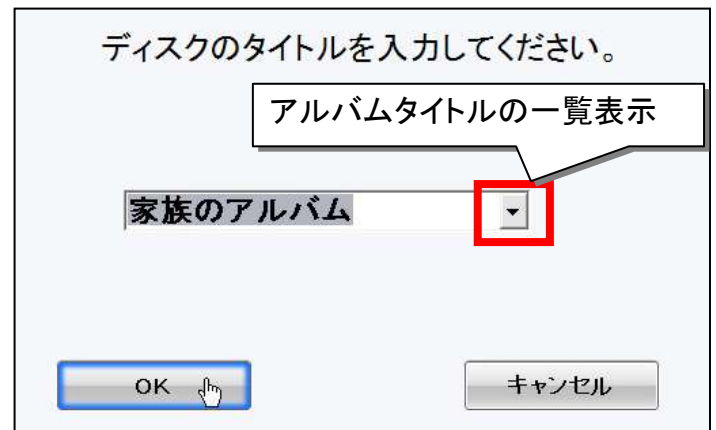 ディスクのタイトルを入力してください。
アルバムタイトルの一覧表示
家族のアルバム
OK
キャンセル